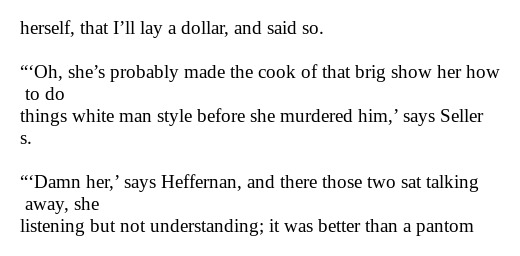 herself, that I’ll lay a dollar, and said so.
“‘Oh, she’s probably made the cook of that brig show her how
to do
things white man style before she murdered him,’ says Seller
s.
“‘Damn her,’ says Heffernan, and there those two sat talking
away, she
listening but not understanding; it was better than a pantom